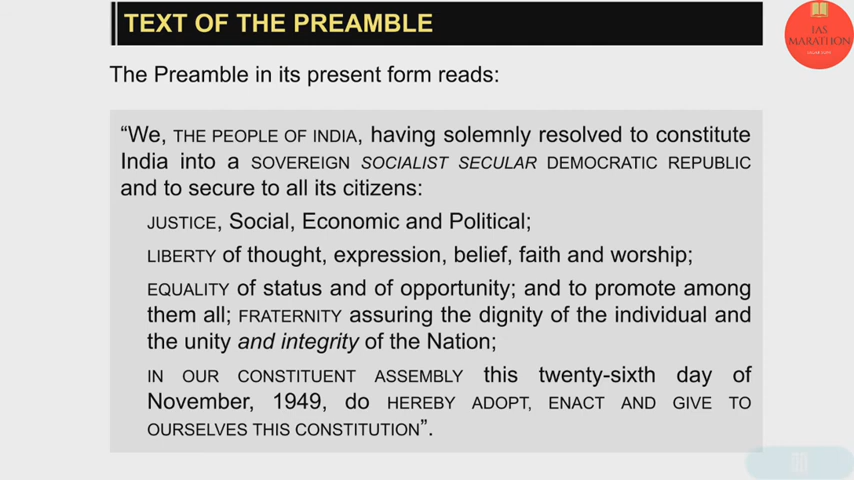 TEXT OF THE PREAMBLE
IAS
MARATHON
The Preamble in its present form reads:
“We, THE PEOPLE OF INDIA, having solemnly resolved to constitute
India into a SOVEREIGN SOCIALIST SECULAR DEMOCRATIC REPUBLIC
and to secure to all its citizens:
JUSTICE, Social, Economic and Political;
LIBERTY of thought, expression, belief, faith and worship;
EQUALITY of status and of opportunity; and to promote among
them all; FRATERNITY assuring the dignity of the individual and
the unity and integrity of the Nation;
IN OUR CONSTITUENT ASSEMBLY this twenty-sixth day of
November, 1949, do HEREBY ADOPT, ENACT AND GIVE TO
OURSELVES THIS CONSTITUTION”.